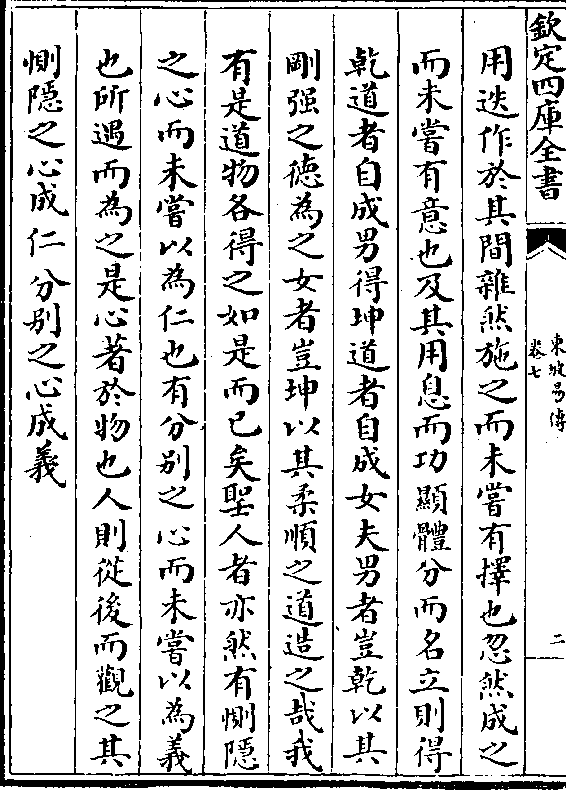 欽定四庫全書
東坡易傳
卷七
二
用迭作於其間雜然施之而未嘗有擇也忽然成之
而未嘗有意也及其用息而功顯體分而名立則得
乾道者自成男得坤道者自成女夫男者豈乾以其
剛强之德為之女者豈坤以其柔順之道造之哉我
有是道物各得之如是而已矣聖人者亦然有惻隱
之心而未嘗以為仁也有分别之心而未嘗以為義
也所遇而為之是心著於物也人則從後而觀之其
惻隱之心成仁分别之心成義